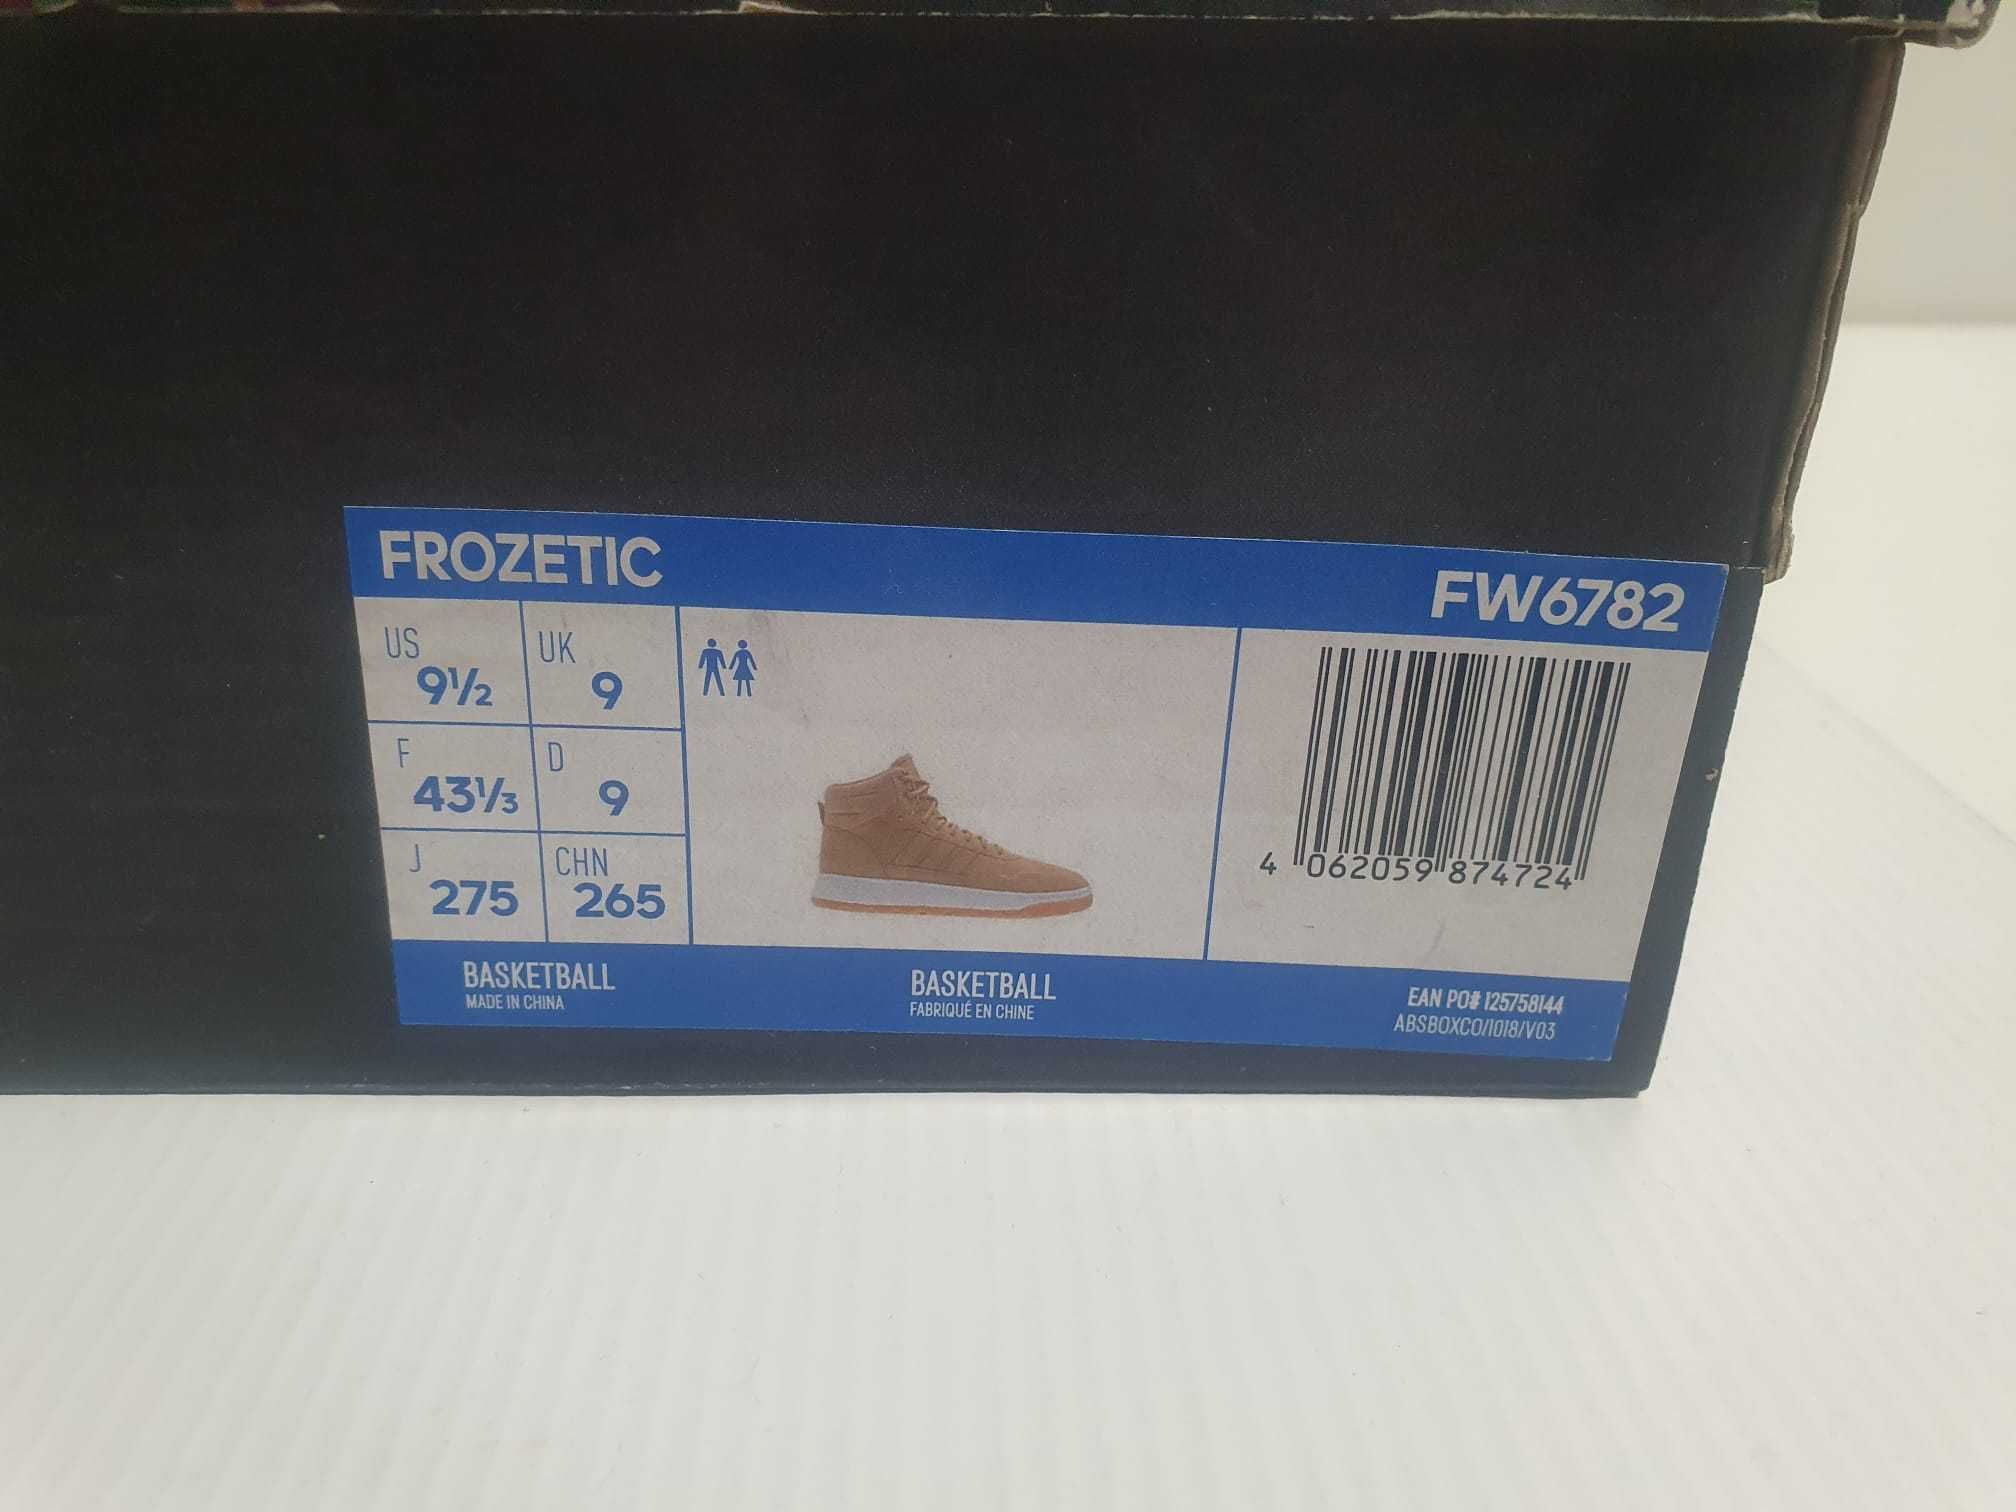 FROZETIC
FW6782
US
9½
UK
9
F
43⅓
D
9
J
275
CHN
265
4 062059 874724
BASKETBALL
MADE IN CHINA
BASKETBALL
FABRIQUÉ EN CHINE
EAN PO# 125758144
ABSBOXCO/1018/V03